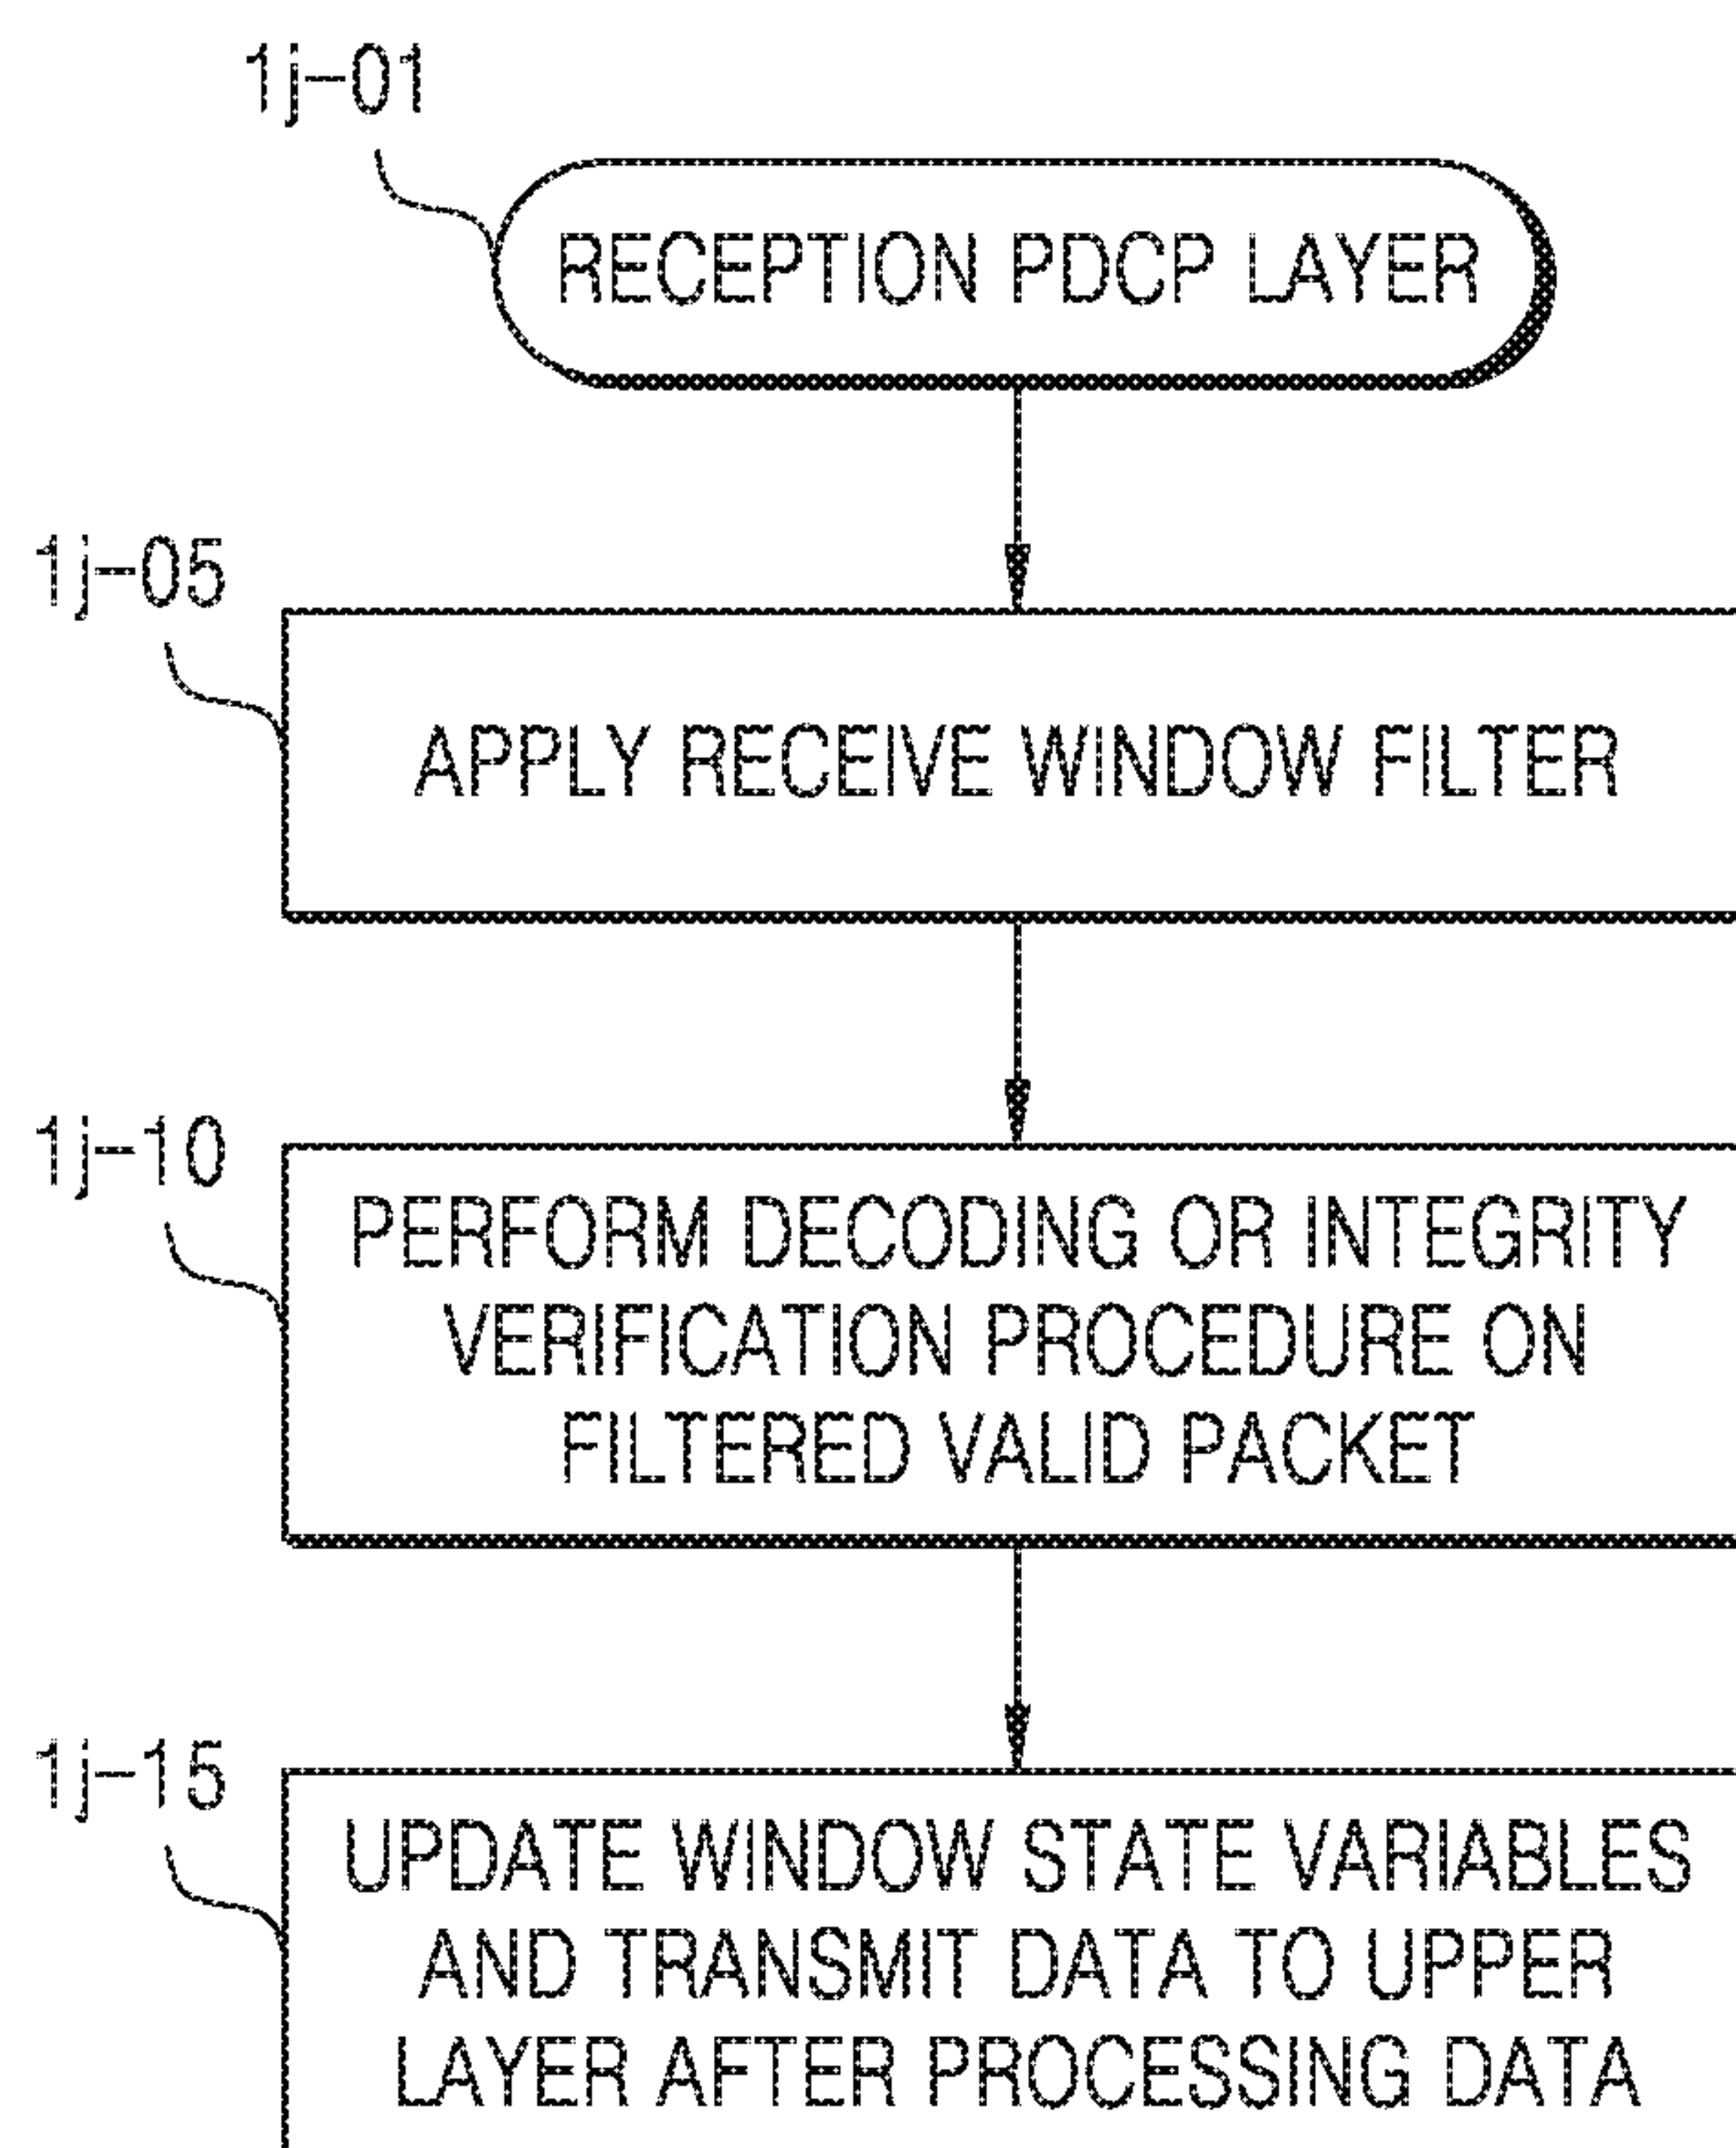 1j-01
RECEPTION PDCP LAYER
1j-05
APPLY RECEIVE WINDOW FILTER
1j-10
PERFORM DECODING OR INTEGRITY
VERIFICATION PROCEDURE ON
FILTERED VALID PACKET
1j-15
UPDATE WINDOW STATE VARIABLES
AND TRANSMIT DATA TO UPPER
LAYER AFTER PROCESSING DATA